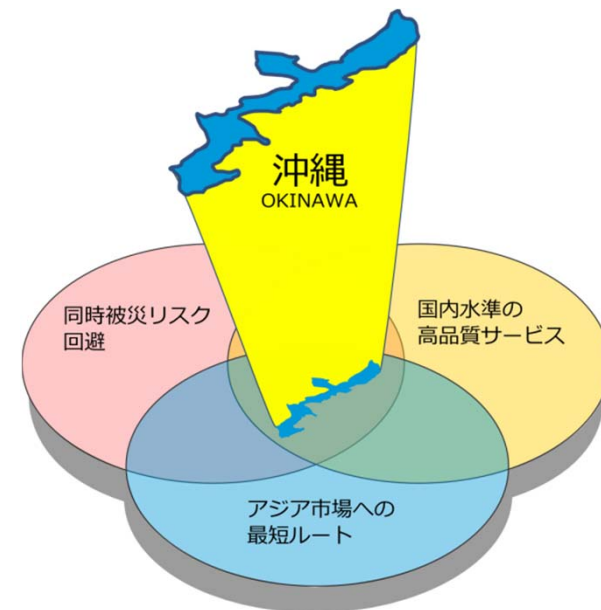 沖縄
OKINAWA
同時被災リスク
回避
国内水準の
高品質サービス
アジア市場への
最短ルート